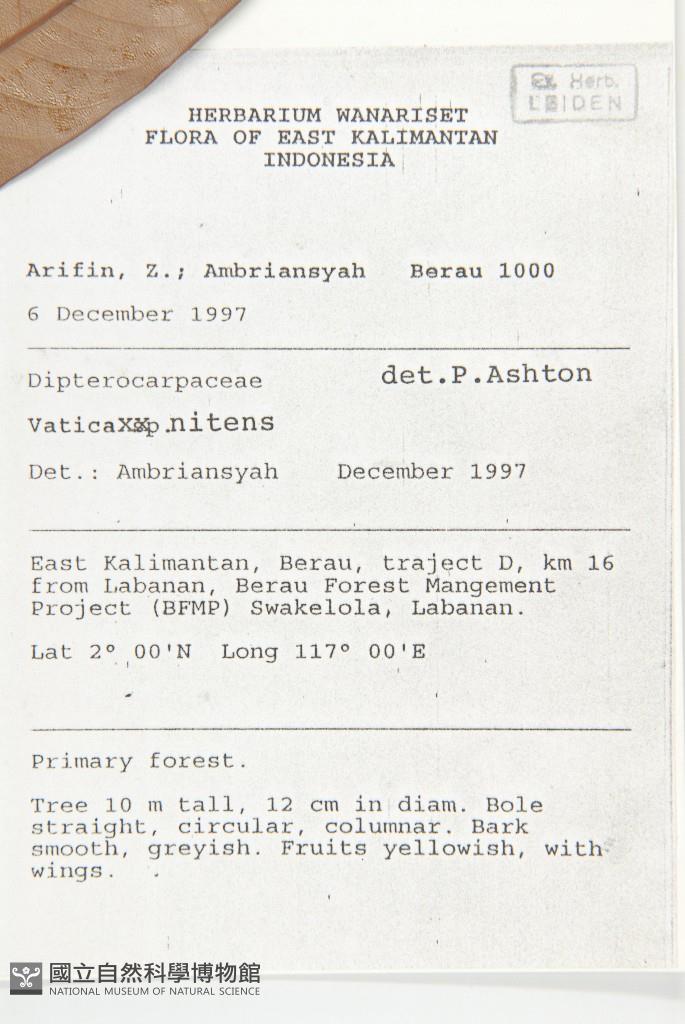 Ex. Herb.
LEIDEN
HERBARIUM WANARISET
FLORA OF EAST KALIMANTAN
INDONESIA
Arifin, Z.; Ambriansyah Berau 1000
6 December 1997
Dipterocarpaceae det.P.Ashton
Vatica xxp.nitens
Det.: Ambriansyah December 1997
East Kalimantan, Berau, traject D, km 16
from Labanan, Berau Forest Mangement
Project (BFMP) Swakelola, Labanan.
Lat 2° 00'N Long 117° 00'E
Primary forest.
Tree 10 m tall, 12 cm in diam. Bole
straight, circular, columnar. Bark
smooth, greyish. Fruits yellowish, with
wings.
國立自然科學博物館
NATIONAL MUSEUM OF NATURAL SCIENCE